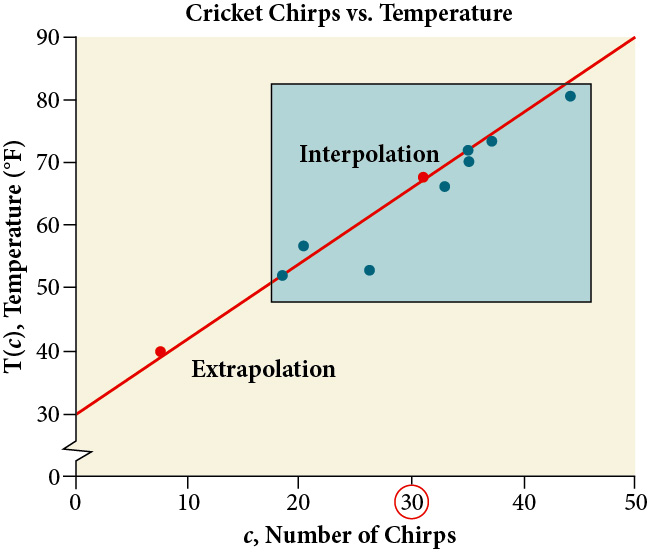 Cricket Chirps vs. Temperature
90
80
70
60
50
40
30
0
T(c), Temperature (°F)
Interpolation
Extrapolation
0 10 20 30 40 50
c, Number of Chirps